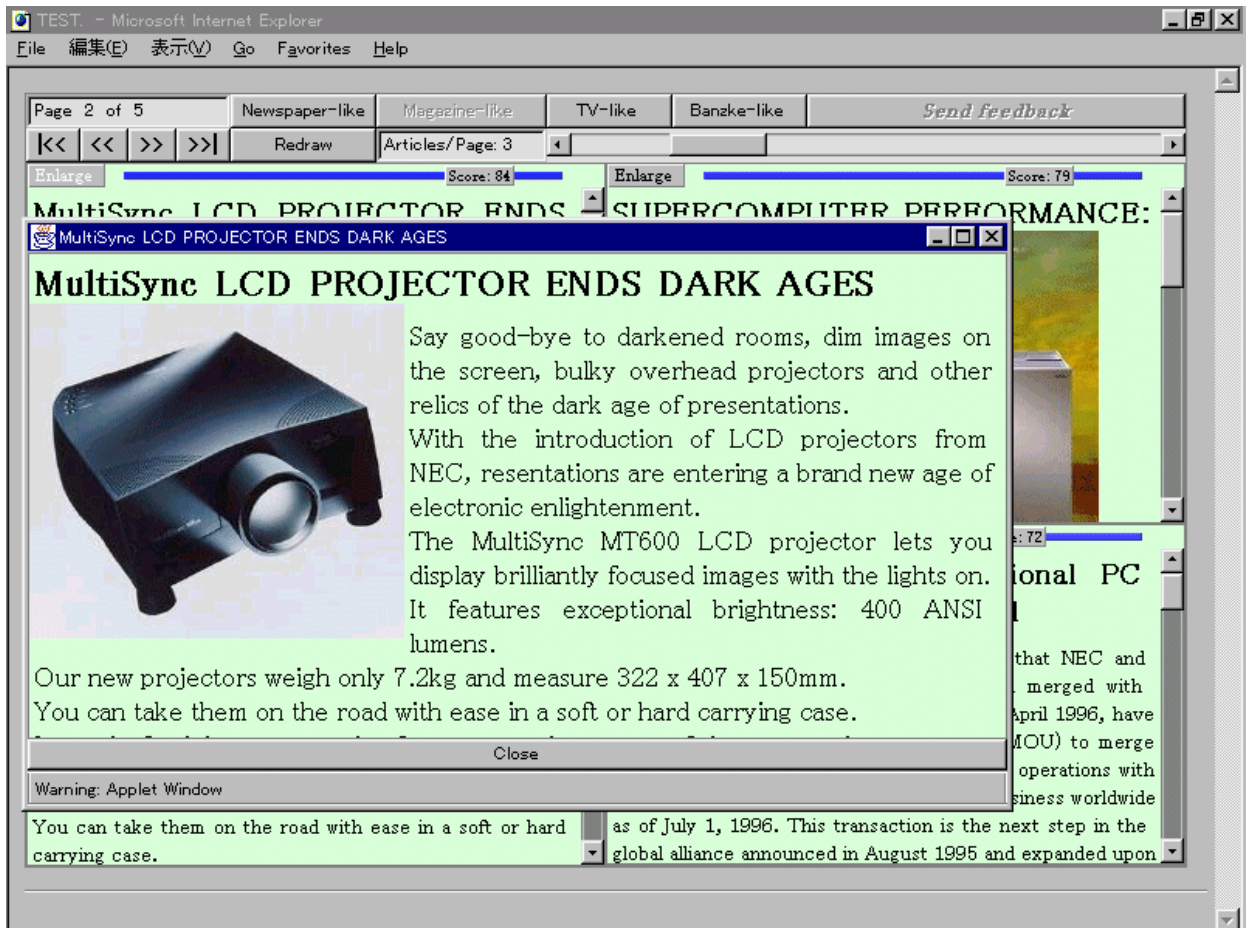 TEST. - Microsoft Internet Explorer
File 編集(E) 表示(V) Go Favorites Help
Page 2 of 5 Newspaper-like Magazine-like TV-like Banzke-like Send feedback
|<< << >> >>| Redraw Articles/Page: 3
Enlarge Score: 84 Enlarge Score: 79
MultiSync LCD PROJECTOR ENDS SUPERCOMPUTER PERFORMANCE:
MultiSync LCD PROJECTOR ENDS DARK AGES
MultiSync LCD PROJECTOR ENDS DARK AGES
Say good-bye to darkened rooms, dim images on
the screen, bulky overhead projectors and other
relics of the dark age of presentations.
With the introduction of LCD projectors from
NEC, resentations are entering a brand new age of
electronic enlightenment.
The MultiSync MT600 LCD projector lets you
display brilliantly focused images with the lights on.
It features exceptional brightness: 400 ANSI
lumens.
Our new projectors weigh only 7.2kg and measure 322 x 407 x 150mm.
You can take them on the road with ease in a soft or hard carrying case.
Close
Warning: Applet Window
: 72
ional PC
that NEC and
merged with
April 1996, have
MOU) to merge
operations with
siness worldwide
You can take them on the road with ease in a soft or hard
carrying case.
as of July 1, 1996. This transaction is the next step in the
global alliance announced in August 1995 and expanded upon